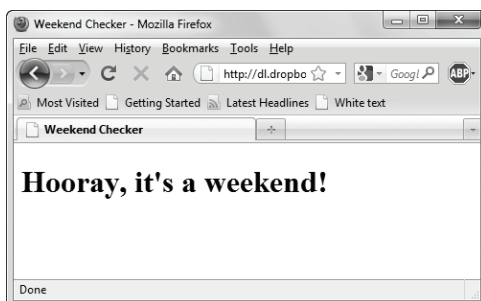 Weekend Checker - Mozilla Firefox
File Edit View History Bookmarks Tools Help
http://dl.dropbo Googl ABP
Most Visited Getting Started Latest Headlines White text
Weekend Checker
Hooray, it's a weekend!
Done